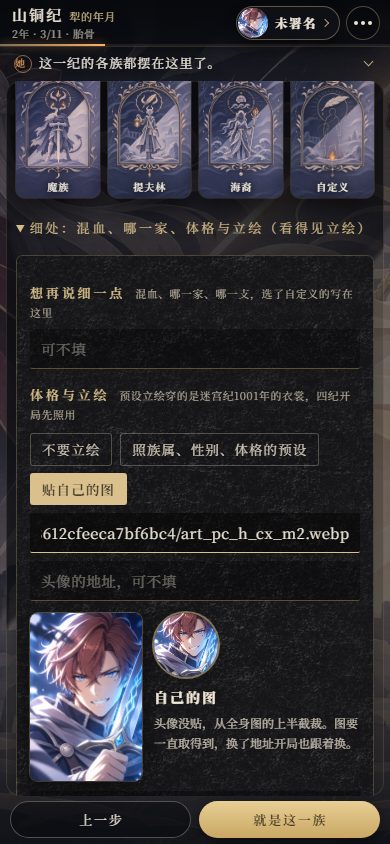 山铜纪 犁的年月
2年 · 3/11 · 胎骨
未署名
她 这一纪的各族都摆在这里了。
魔族 提夫林 海裔 自定义
▼ 细处：混血、哪一家、体格与立绘（看得见立绘）
想再说细一点 混血、哪一家、哪一支，选了自定义的写在
这里
可不填
体格与立绘 预设立绘穿的是迷宫纪1001年的衣裳，四纪开
局先照用
不要立绘 照族属、性别、体格的预设
贴自己的图
612cfeeca7bf6bc4/art_pc_h_cx_m2.webp
头像的地址，可不填
自己的图
头像没贴，从全身图的上半截裁。图要
一直取得到，换了地址开局也跟着换。
上一步 就是这一族